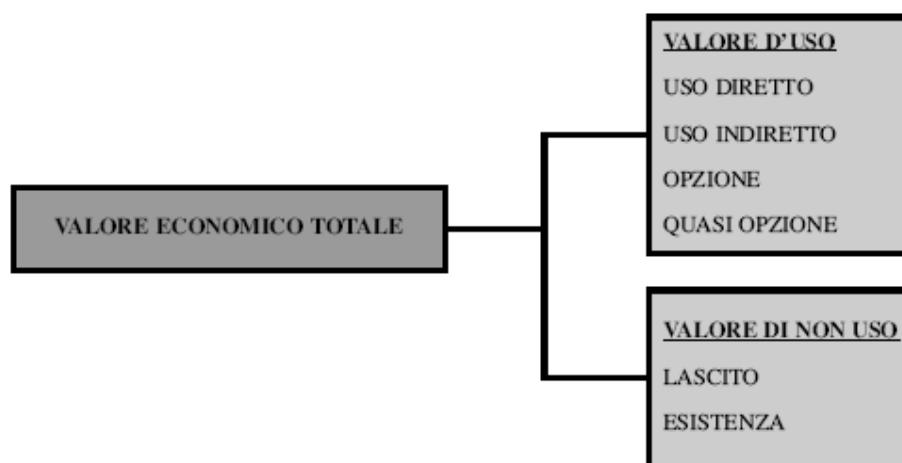 VALORE ECONOMICO TOTALE
VALORE D'USO
USO DIRETTO
USO INDIRETTO
OPZIONE
QUASI OPZIONE
VALORE DI NON USO
LASCITO
ESISTENZA